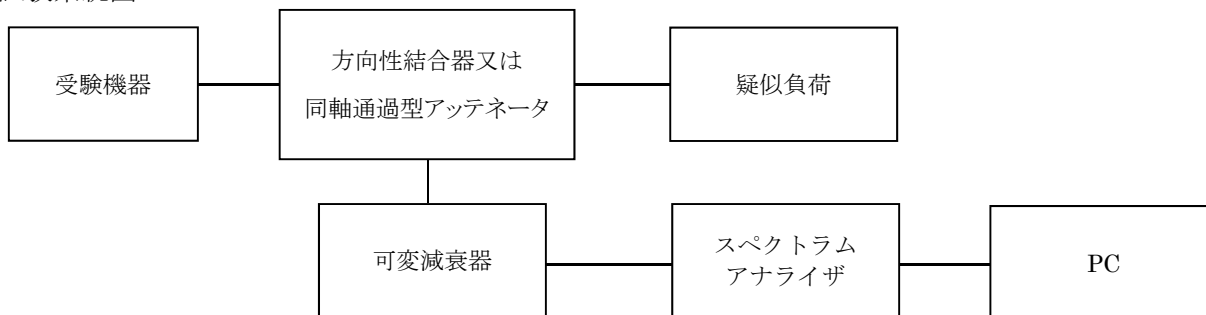 受験機器
方向性結合器又は
同軸通過型アッテネータ
疑似負荷
可変減衰器
スペクトラム
アナライザ
PC